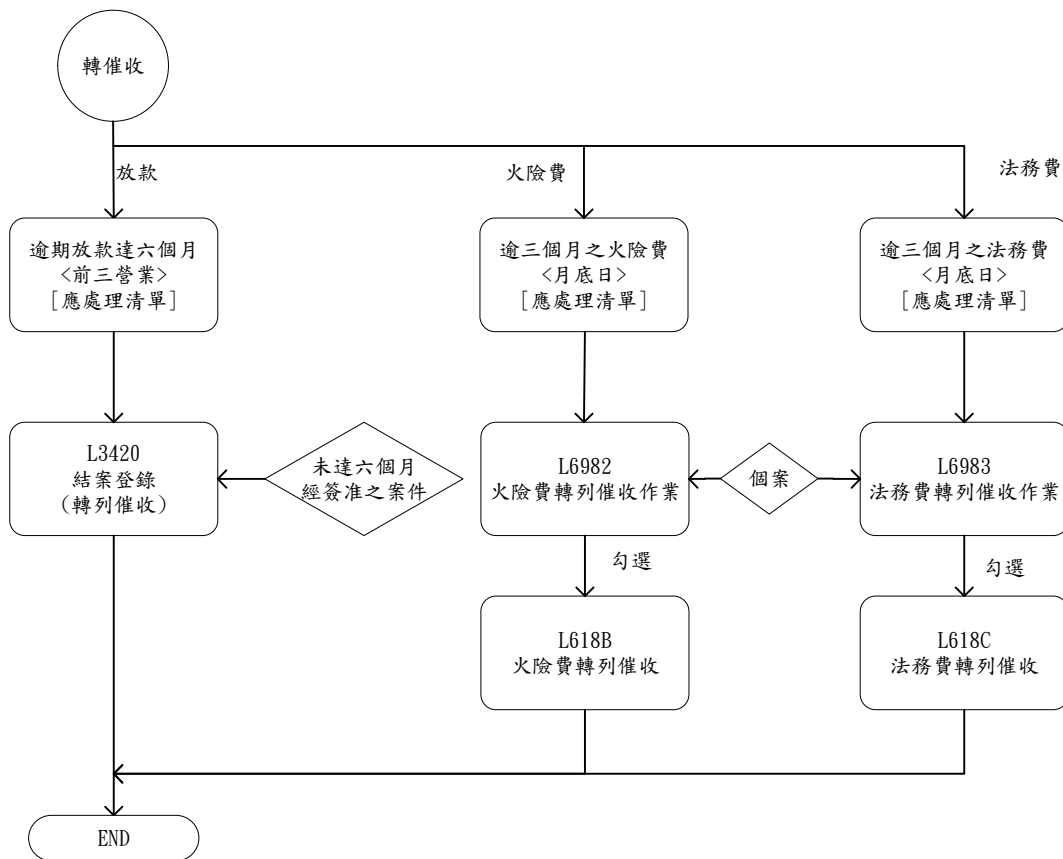 轉催收
放款
火險費
法務費
逾期放款達六個月
<前三營業>
[應處理清單]
逾三個月之火險費
<月底日>
[應處理清單]
逾三個月之法務費
<月底日>
[應處理清單]
L3420
結案登錄
(轉列催收)
未達六個月
經簽准之案件
L6982
火險費轉列催收作業
個案
L6983
法務費轉列催收作業
勾選
勾選
L618B
火險費轉列催收
L618C
法務費轉列催收
END